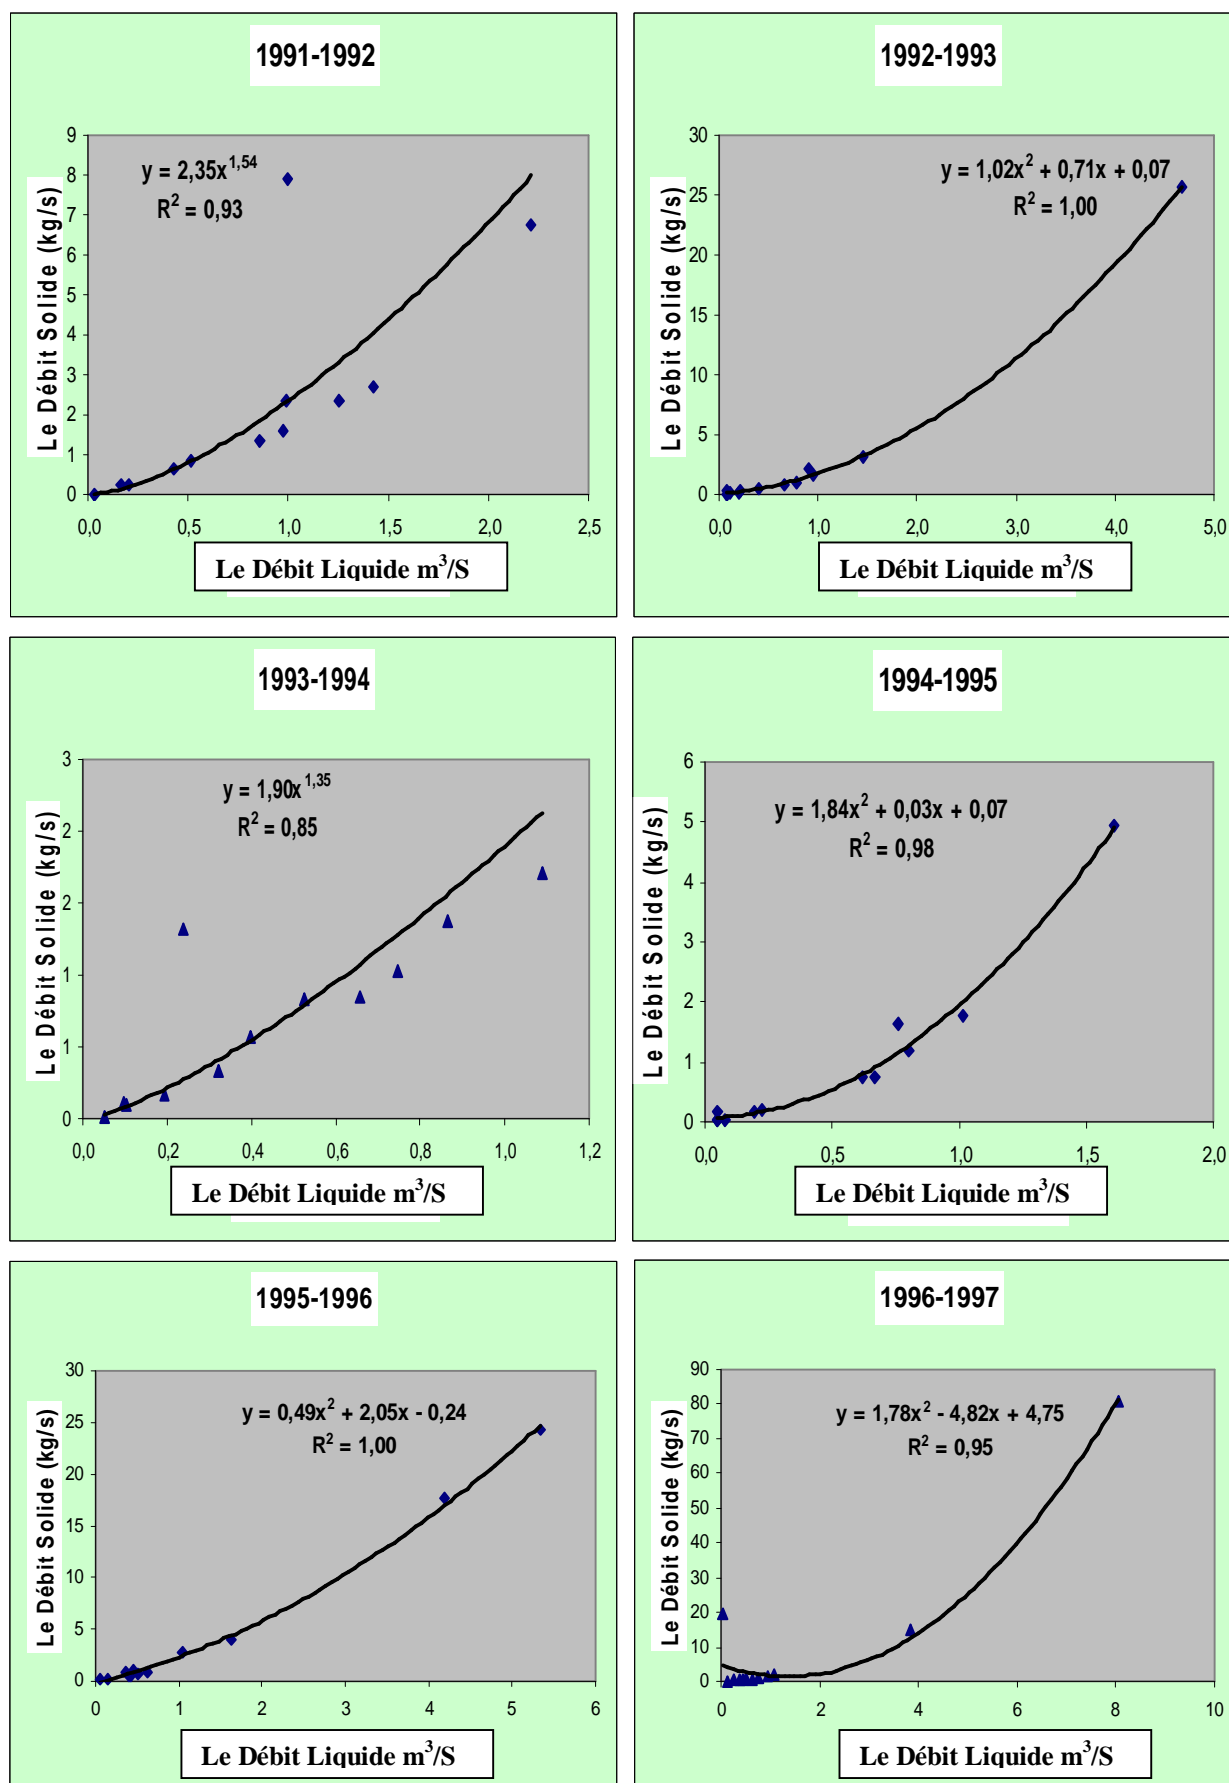 1991-1992
Le Débit Solide (kg/s)
y = 2,35x^1,54
R² = 0,93
9
8
7
6
5
4
3
2
1
0
0,0 0,5 1,0 1,5 2,0 2,5
Le Débit Liquide m³/S
1992-1993
Le Débit Solide (kg/s)
y = 1,02x² + 0,71x + 0,07
R² = 1,00
30
25
20
15
10
5
0
0,0 1,0 2,0 3,0 4,0 5,0
Le Débit Liquide m³/S
1993-1994
Le Débit Solide (kg/s)
y = 1,90x^1,35
R² = 0,85
3
2
2
1
1
0
0,0 0,2 0,4 0,6 0,8 1,0 1,2
Le Débit Liquide m³/S
1994-1995
Le Débit Solide (kg/s)
y = 1,84x² + 0,03x + 0,07
R² = 0,98
6
5
4
3
2
1
0
0,0 0,5 1,0 1,5 2,0
Le Débit Liquide m³/S
1995-1996
Le Débit Solide (kg/s)
y = 0,49x² + 2,05x - 0,24
R² = 1,00
30
25
20
15
10
5
0
0 1 2 3 4 5 6
Le Débit Liquide m³/S
1996-1997
Le Débit Solide (kg/s)
y = 1,78x² - 4,82x + 4,75
R² = 0,95
90
80
70
60
50
40
30
20
10
0
0 2 4 6 8 10
Le Débit Liquide m³/S